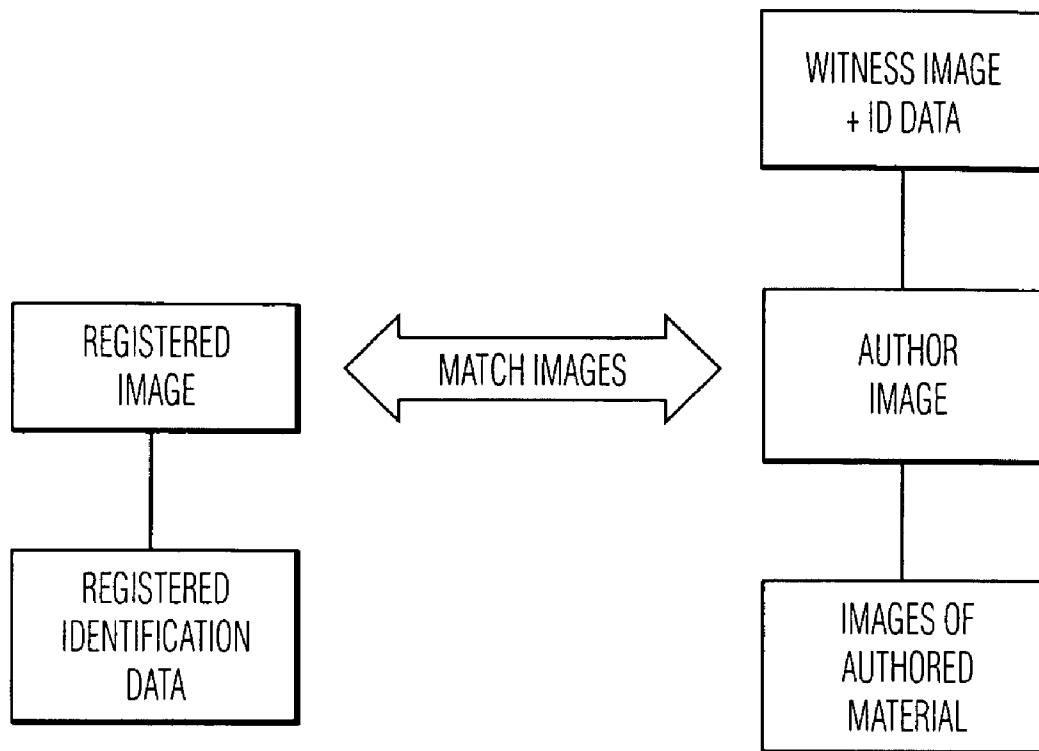 WITNESS IMAGE
+ ID DATA
REGISTERED
IMAGE
MATCH IMAGES
AUTHOR
IMAGE
REGISTERED
IDENTIFICATION
DATA
IMAGES OF
AUTHORED
MATERIAL